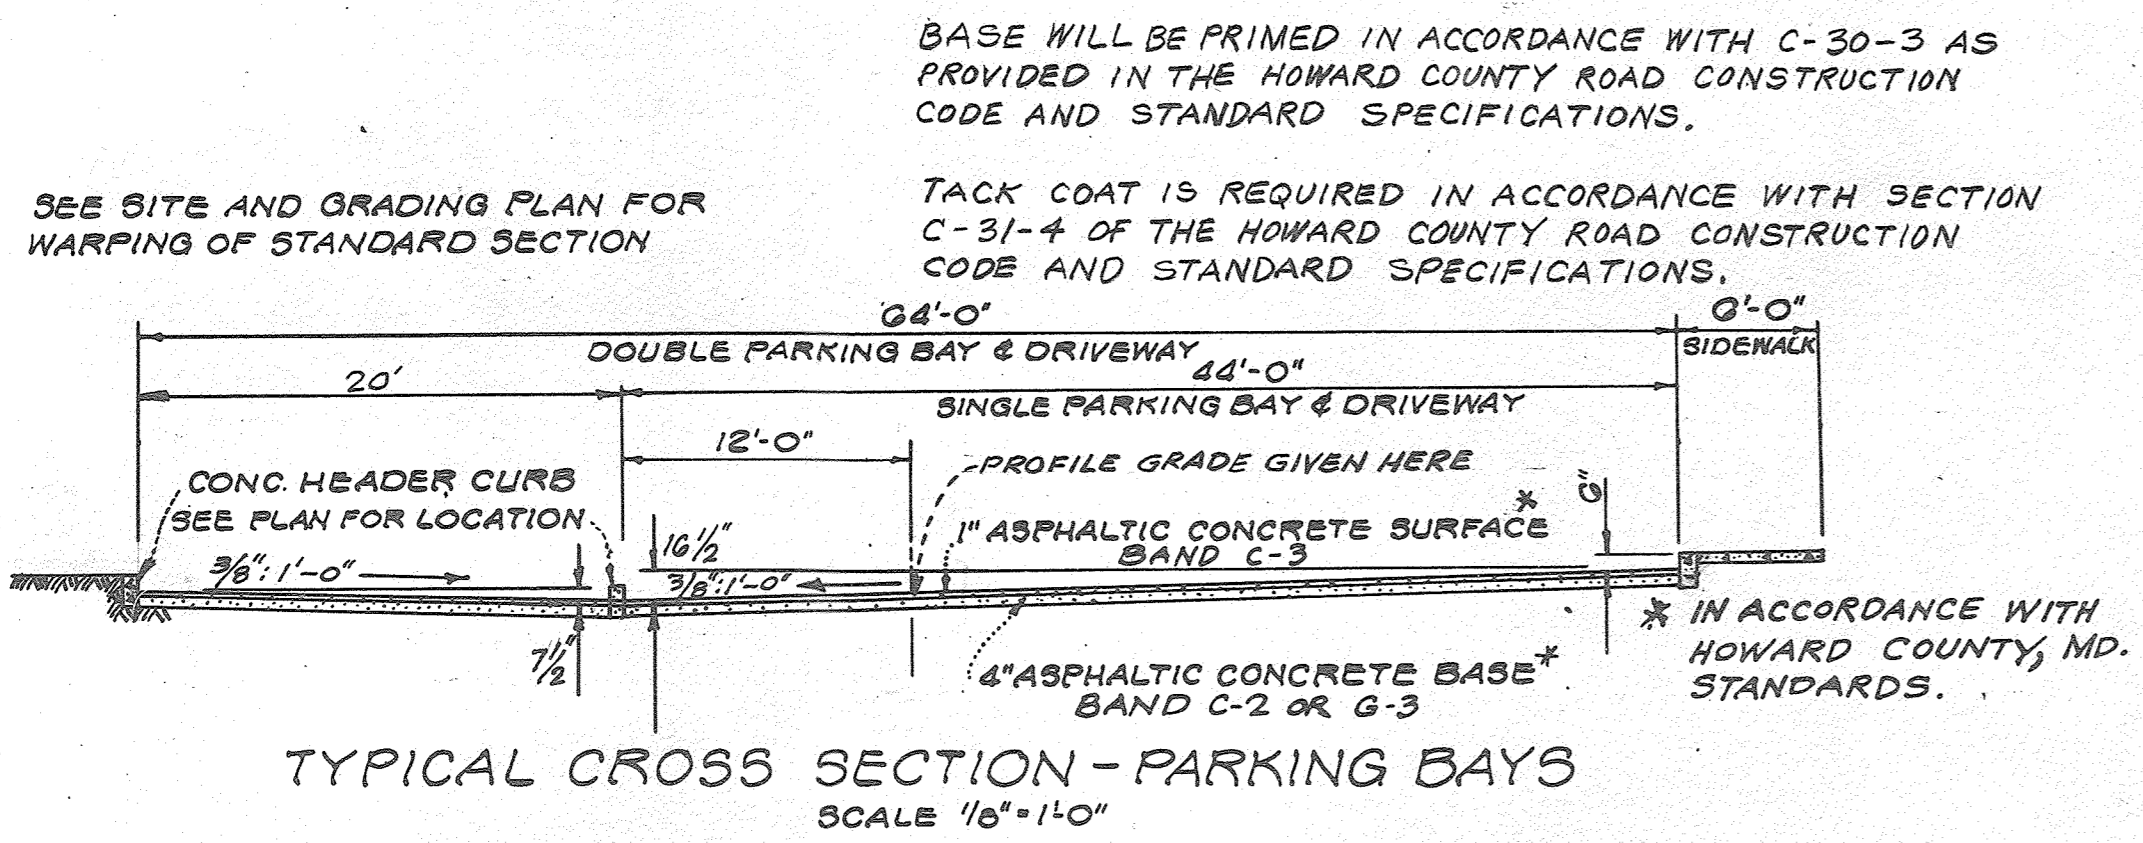 BASE WILL BE PRIMED IN ACCORDANCE WITH C-30-3 AS
PROVIDED IN THE HOWARD COUNTY ROAD CONSTRUCTION
CODE AND STANDARD SPECIFICATIONS.
SEE SITE AND GRADING PLAN FOR
WARPING OF STANDARD SECTION
TACK COAT IS REQUIRED IN ACCORDANCE WITH SECTION
C-31-4 OF THE HOWARD COUNTY ROAD CONSTRUCTION
CODE AND STANDARD SPECIFICATIONS.
64'-0"
6'-0"
DOUBLE PARKING BAY & DRIVEWAY
SIDEWALK
20'
44'-0"
SINGLE PARKING BAY & DRIVEWAY
12'-0"
PROFILE GRADE GIVEN HERE
CONC. HEADER CURB
SEE PLAN FOR LOCATION
6"
1" ASPHALTIC CONCRETE SURFACE*
BAND C-3
16 1/2"
3/8":1'-0"
3/8":1'-0"
7 1/2"
4" ASPHALTIC CONCRETE BASE*
BAND C-2 OR G-3
* IN ACCORDANCE WITH
HOWARD COUNTY, MD.
STANDARDS.
TYPICAL CROSS SECTION - PARKING BAYS
SCALE 1/8"=1'-0"